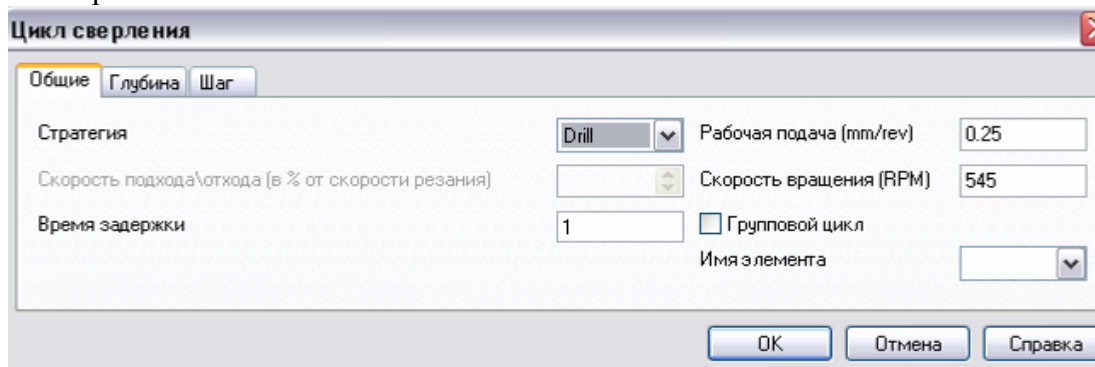 Цикл сверления
Общие Глубина Шаг
Стратегия Drill Рабочая подача (mm/rev) 0.25
Скорость подхода\отхода (в % от скорости резания) Скорость вращения (RPM) 545
Время задержки 1 Групповой цикл
Имя элемента
OK Отмена Справка